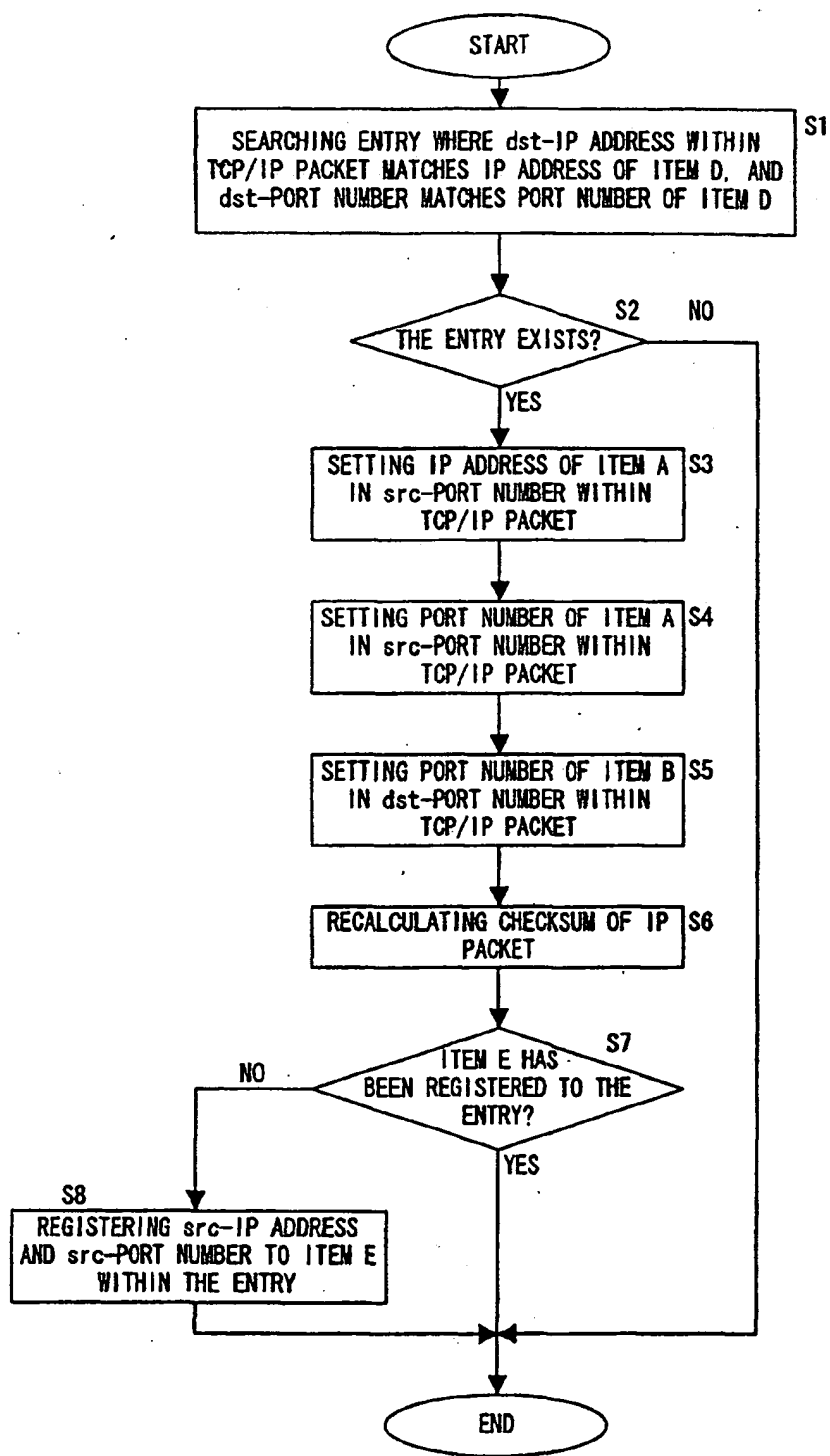 START
S1
SEARCHING ENTRY WHERE dst-IP ADDRESS WITHIN
TCP/IP PACKET MATCHES IP ADDRESS OF ITEM D, AND
dst-PORT NUMBER MATCHES PORT NUMBER OF ITEM D
S2
NO
THE ENTRY EXISTS?
YES
SETTING IP ADDRESS OF ITEM A
IN src-PORT NUMBER WITHIN
TCP/IP PACKET
S3
SETTING PORT NUMBER OF ITEM A
IN src-PORT NUMBER WITHIN
TCP/IP PACKET
S4
SETTING PORT NUMBER OF ITEM B
IN dst-PORT NUMBER WITHIN
TCP/IP PACKET
S5
RECALCULATING CHECKSUM OF IP
PACKET
S6
S7
ITEM E HAS
BEEN REGISTERED TO THE
ENTRY?
NO
YES
S8
REGISTERING src-IP ADDRESS
AND src-PORT NUMBER TO ITEM E
WITHIN THE ENTRY
END